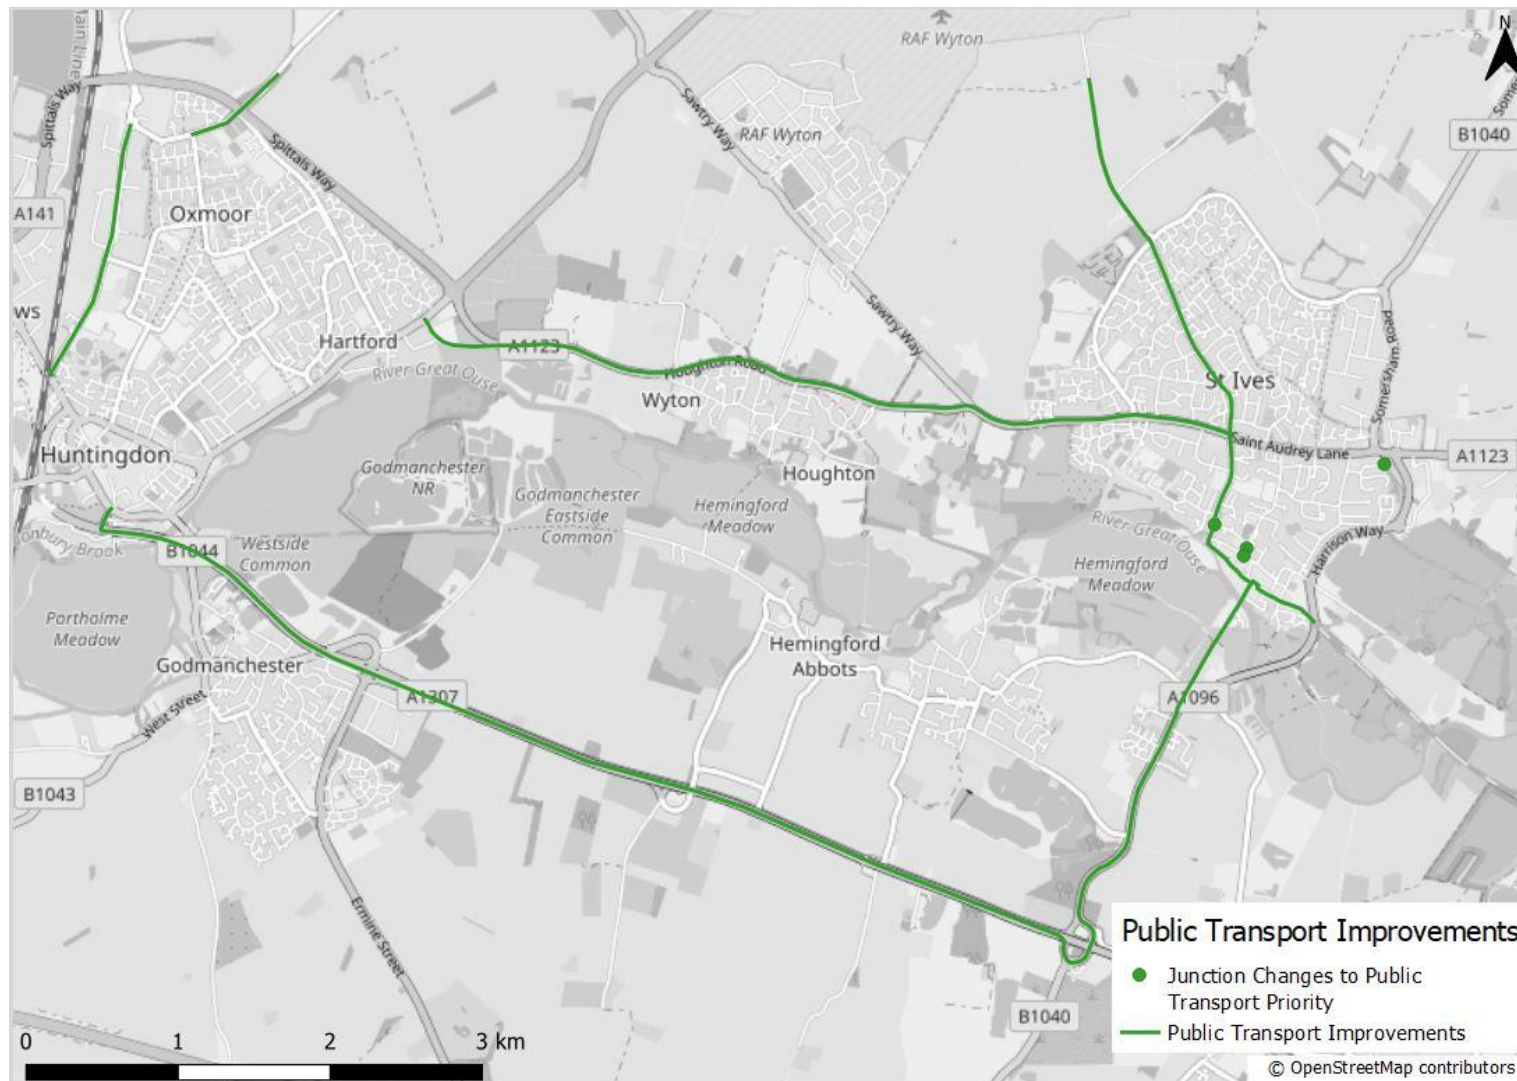 N
RAF Wyton
Main Line
Spittals Way
Sawtry Way
RAF Wyton
B1040
Spittals Way
A141
Oxmoor
Sawtry Way
ws
Hartford
A1123
Houghton Road
River Great Ouse
Wyton
St Ives
Somersham Road
Saint Audrey Lane
A1123
Huntingdon
Godmanchester
NR
Houghton
Godmanchester
Eastside
Common
Hemingford
Meadow
River Great Ouse
Harrison Way
onbury Brook
B1044
Westside
Common
Hemingford
Meadow
Portholme
Meadow
Godmanchester
Hemingford
Abbots
A1307
A1096
West Street
B1043
Ermine Street
B1040
Public Transport Improvements
Junction Changes to Public
Transport Priority
Public Transport Improvements
0 1 2 3 km
© OpenStreetMap contributors